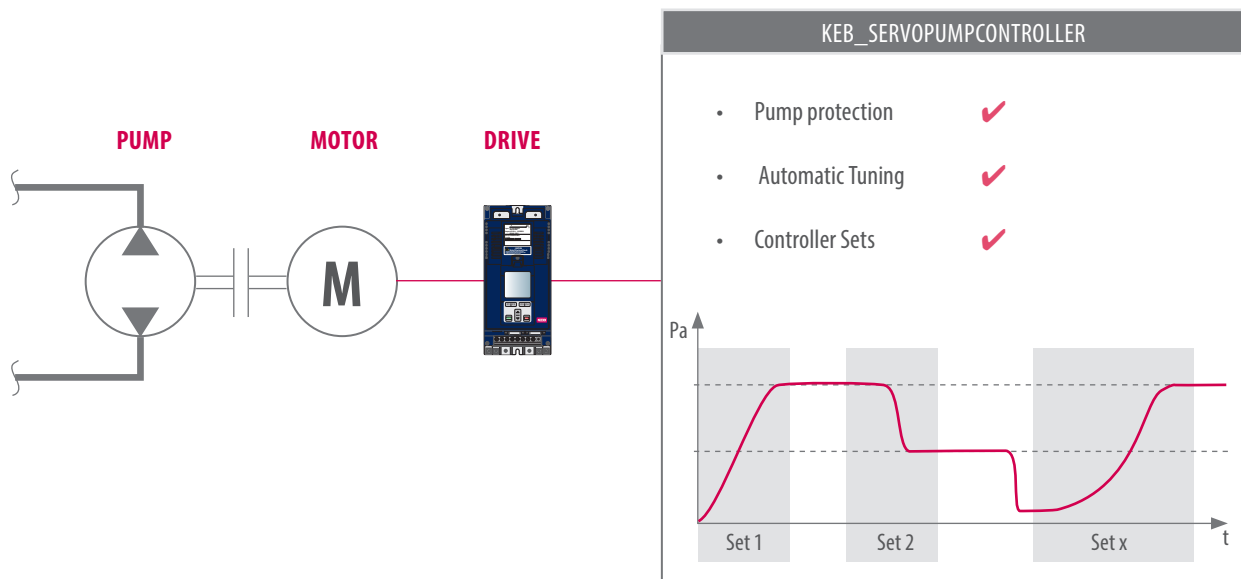 KEB_SERVOPUMPCONTROLLER
PUMP
MOTOR
DRIVE
M
• Pump protection ✔
• Automatic Tuning ✔
• Controller Sets ✔
Pa
Set 1
Set 2
Set x
t